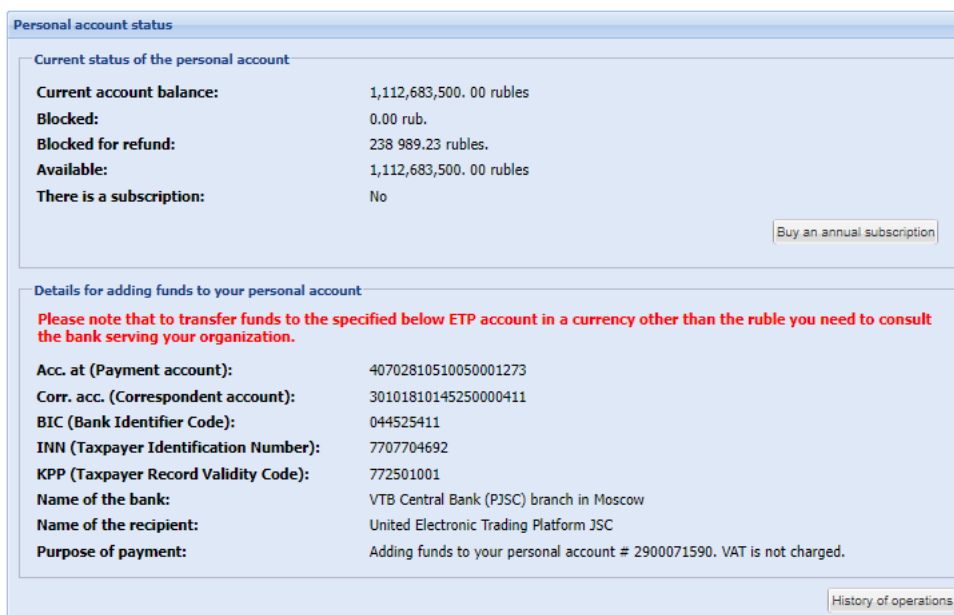 Personal account status
Current status of the personal account
Current account balance: 1,112,683,500. 00 rubles
Blocked: 0.00 rub.
Blocked for refund: 238 989.23 rubles.
Available: 1,112,683,500. 00 rubles
There is a subscription: No
Buy an annual subscription
Details for adding funds to your personal account
Please note that to transfer funds to the specified below ETP account in a currency other than the ruble you need to consult
the bank serving your organization.
Acc. at (Payment account): 40702810510050001273
Corr. acc. (Correspondent account): 30101810145250000411
BIC (Bank Identifier Code): 044525411
INN (Taxpayer Identification Number): 7707704692
KPP (Taxpayer Record Validity Code): 772501001
Name of the bank: VTB Central Bank (PJSC) branch in Moscow
Name of the recipient: United Electronic Trading Platform JSC
Purpose of payment: Adding funds to your personal account # 2900071590. VAT is not charged.
History of operations